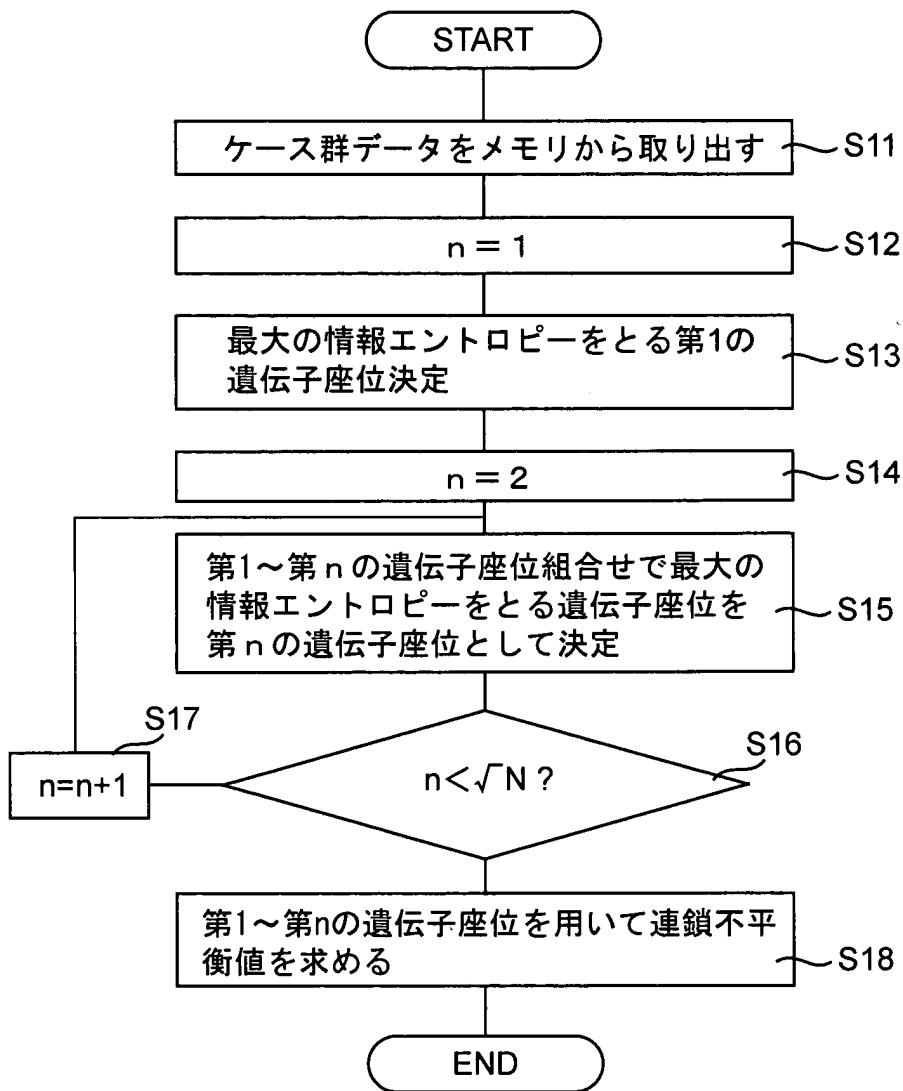 START
ケース群データをメモリから取り出す
S11
n = 1
S12
最大の情報エントロピーをとる第1の
遺伝子座位決定
S13
n = 2
S14
第1～第nの遺伝子座位組合せで最大の
情報エントロピーをとる遺伝子座位を
第nの遺伝子座位として決定
S15
S17
n=n+1
n<√N ?
S16
第1～第nの遺伝子座位を用いて連鎖不平
衡値を求める
S18
END